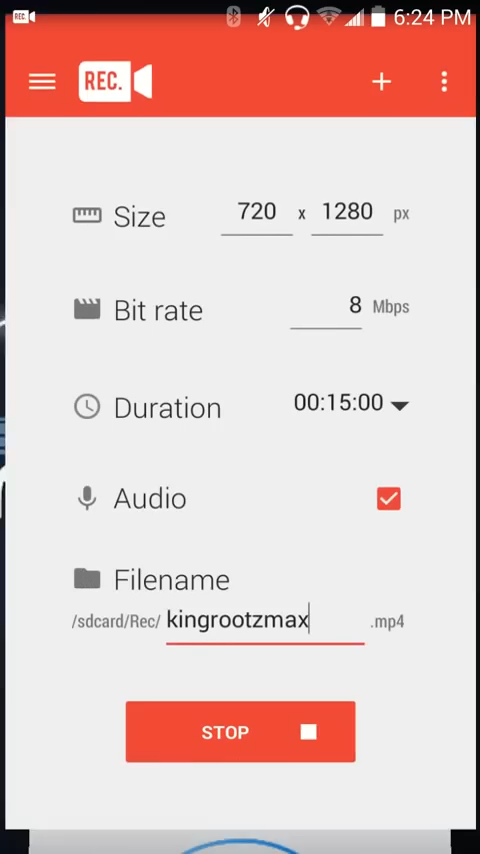 REC. 6:24 PM
REC.
Size 720 x 1280 px
Bit rate 8 Mbps
Duration 00:15:00
Audio
Filename
/sdcard/Rec/ kingrootzmax .mp4
STOP